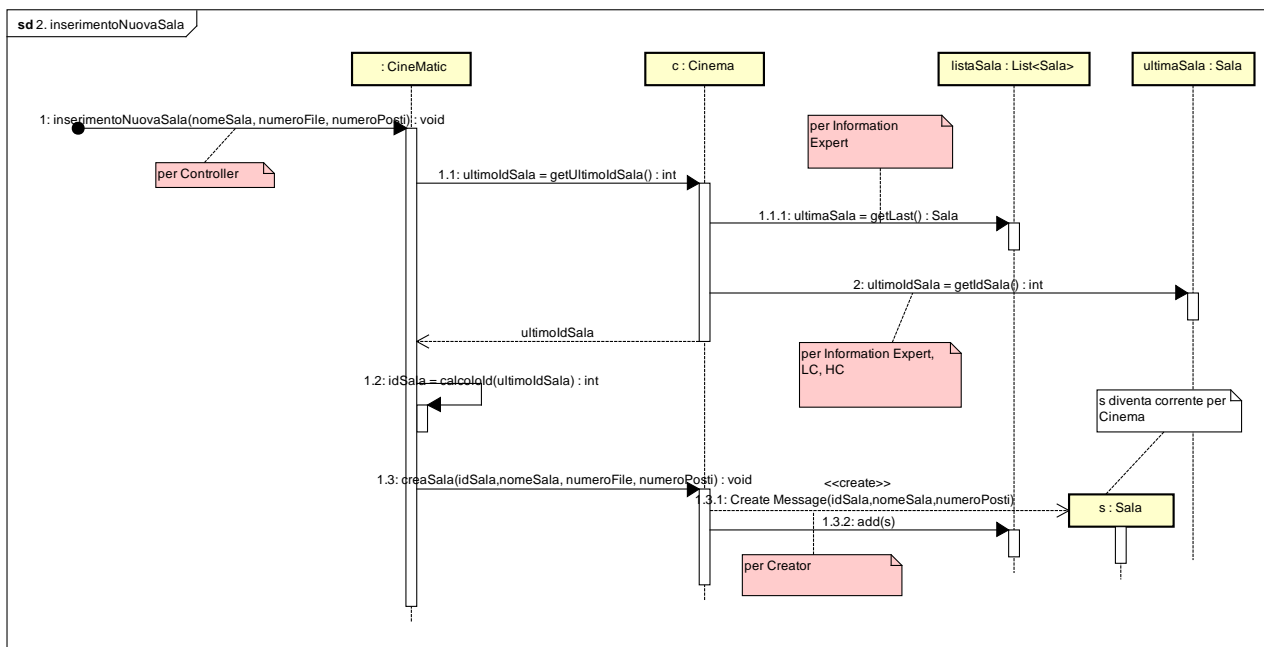 sd 2. inserimentoNuovaSala
: CineMatic
c : Cinema
listaSala : List<Sala>
ultimaSala : Sala
1: inserimentoNuovaSala(nomeSala, numeroFile, numeroPosti) : void
per Controller
per Information
Expert
1.1: ultimoIdSala = getUltimoIdSala() : int
1.1.1: ultimaSala = getLast() : Sala
2: ultimoIdSala = getIdSala() : int
ultimoIdSala
per Information Expert,
LC, HC
1.2: idSala = calcoloId(ultimoIdSala) : int
s diventa corrente per
Cinema
1.3: creaSala(idSala,nomeSala, numeroFile, numeroPosti) : void
<<create>>
1.3.1: Create Message(idSala,nomeSala,numeroPosti)
s : Sala
1.3.2: add(s)
per Creator